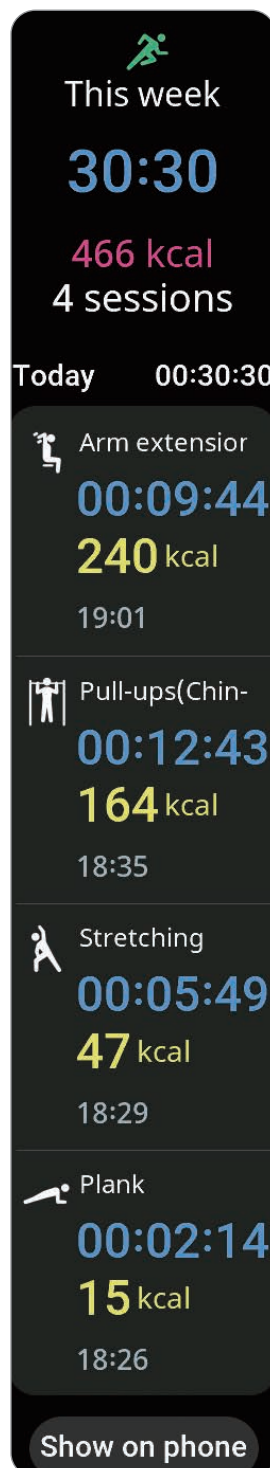 This week
30:30
466 kcal
4 sessions
Today 00:30:30
Arm extension
00:09:44
240 kcal
19:01
Pull-ups(Chin-
00:12:43
164 kcal
18:35
Stretching
00:05:49
47 kcal
18:29
Plank
00:02:14
15 kcal
18:26
Show on phone